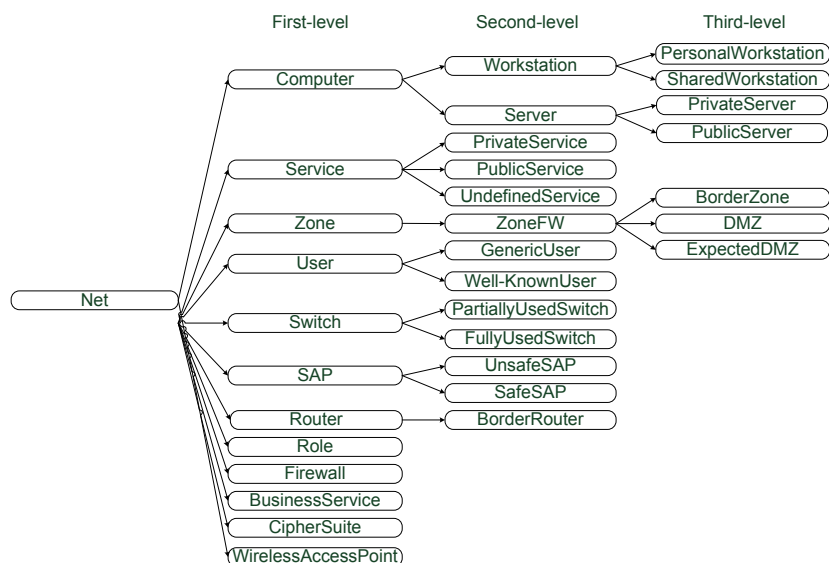 First-level Second-level Third-level
PersonalWorkstation
Workstation
Computer
SharedWorkstation
PrivateServer
Server
PublicServer
PrivateService
Service
PublicService
UndefinedService
BorderZone
Zone
ZoneFW
DMZ
ExpectedDMZ
GenericUser
User
Well-KnownUser
Net
PartiallyUsedSwitch
Switch
FullyUsedSwitch
UnsafeSAP
SAP
SafeSAP
Router
BorderRouter
Role
Firewall
BusinessService
CipherSuite
WirelessAccessPoint